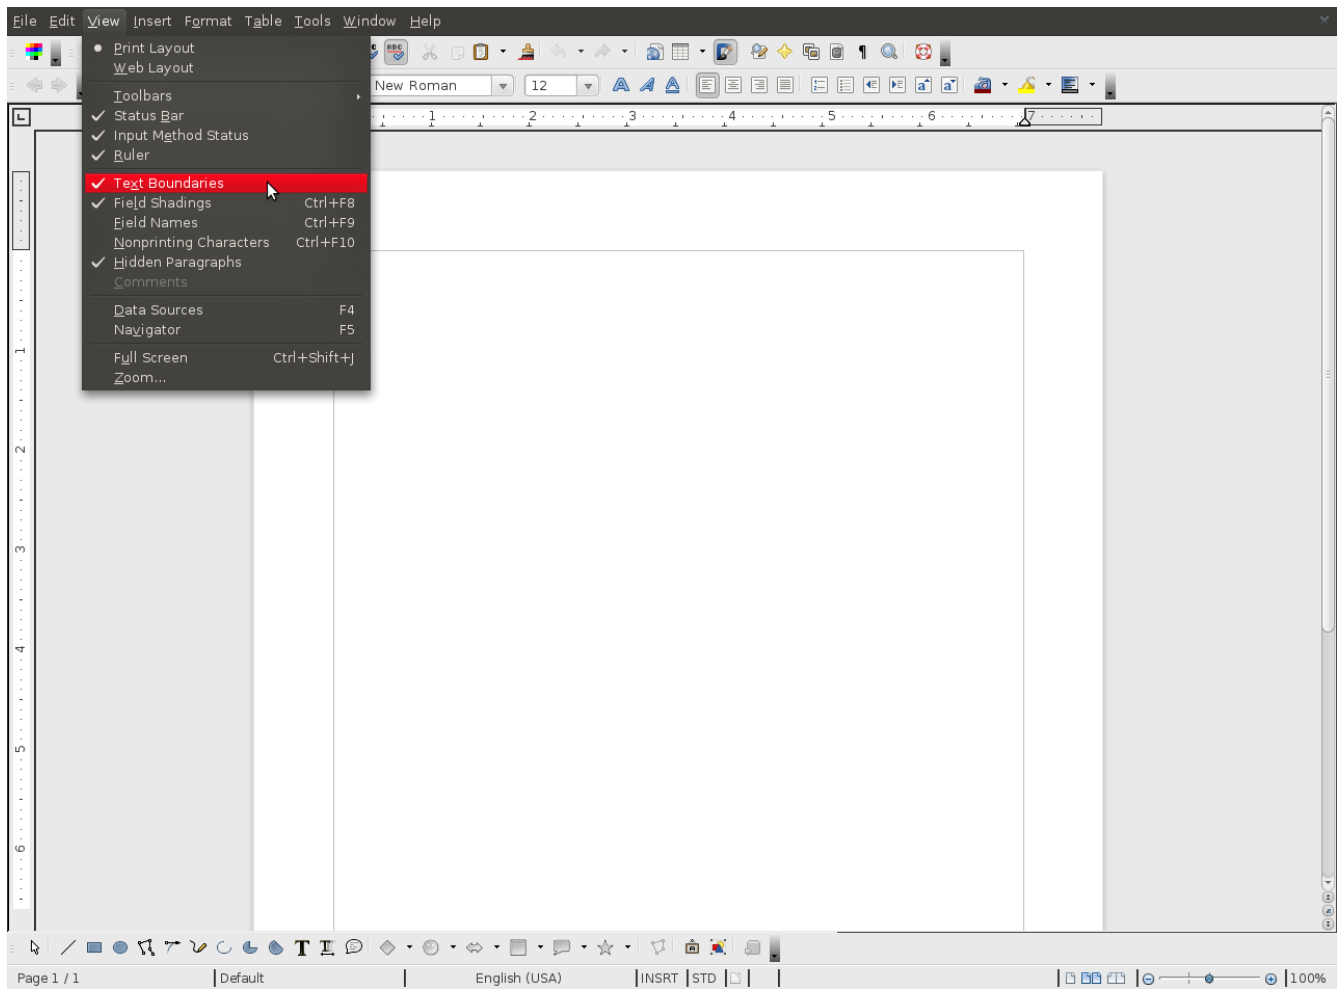 File Edit View Insert Format Table Tools Window Help
Print Layout
Web Layout
Toolbars
Status Bar
Input Method Status
Ruler
Text Boundaries
Field Shadings Ctrl+F8
Field Names Ctrl+F9
Nonprinting Characters Ctrl+F10
Hidden Paragraphs
Comments
Data Sources F4
Navigator F5
Full Screen Ctrl+Shift+J
Zoom...
New Roman 12
1 2 3 4 5 6 7
1
2
3
4
5
6
Page 1 / 1 Default English (USA) INSRT STD 100%